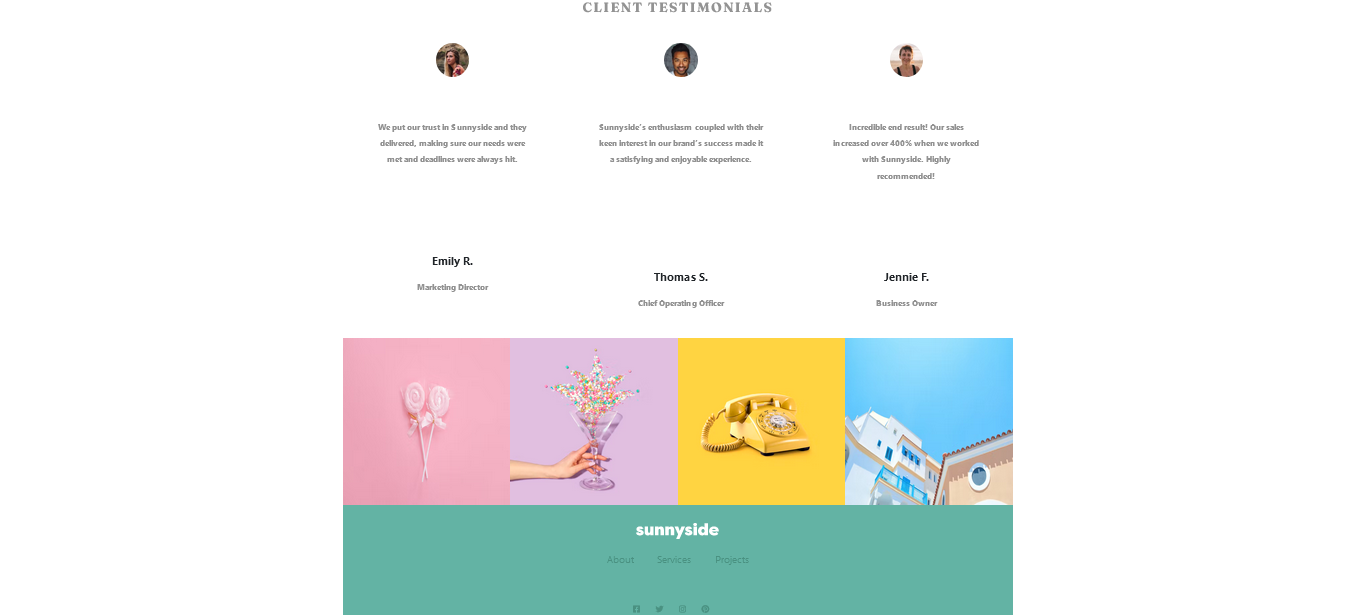 CLIENT TESTIMONIALS
We put our trust in Sunnyside and they
delivered, making sure our needs were
met and deadlines were always hit.
Sunnyside's enthusiasm coupled with their
keen interest in our brand's success made it
a satisfying and enjoyable experience.
Incredible end result! Our sales
increased over 400% when we worked
with Sunnyside. Highly
recommended!
Emily R.
Marketing Director
Thomas S.
Chief Operating Officer
Jennie F.
Business Owner
sunnyside
About Services Projects